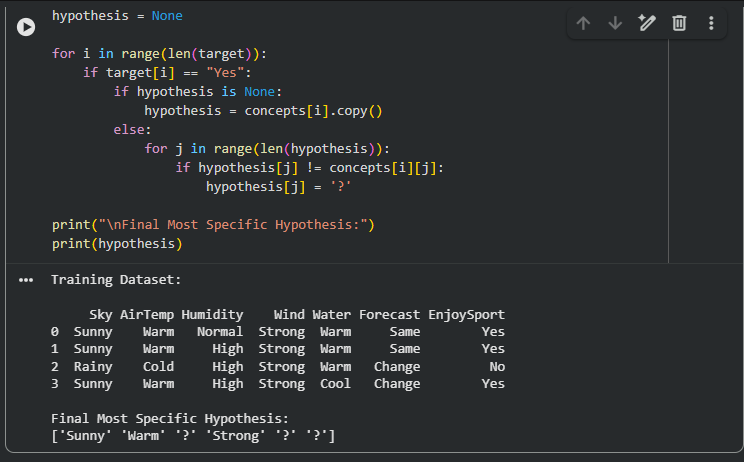 hypothesis = None
for i in range(len(target)):
    if target[i] == "Yes":
        if hypothesis is None:
            hypothesis = concepts[i].copy()
        else:
            for j in range(len(hypothesis)):
                if hypothesis[j] != concepts[i][j]:
                    hypothesis[j] = '?'
print("\nFinal Most Specific Hypothesis:")
print(hypothesis)
Training Dataset:
     Sky AirTemp Humidity    Wind Water Forecast EnjoySport
0  Sunny    Warm   Normal  Strong  Warm     Same        Yes
1  Sunny    Warm     High  Strong  Warm     Same        Yes
2  Rainy    Cold     High  Strong  Warm   Change         No
3  Sunny    Warm     High  Strong  Cool   Change        Yes
Final Most Specific Hypothesis:
['Sunny' 'Warm' '?' 'Strong' '?' '?']